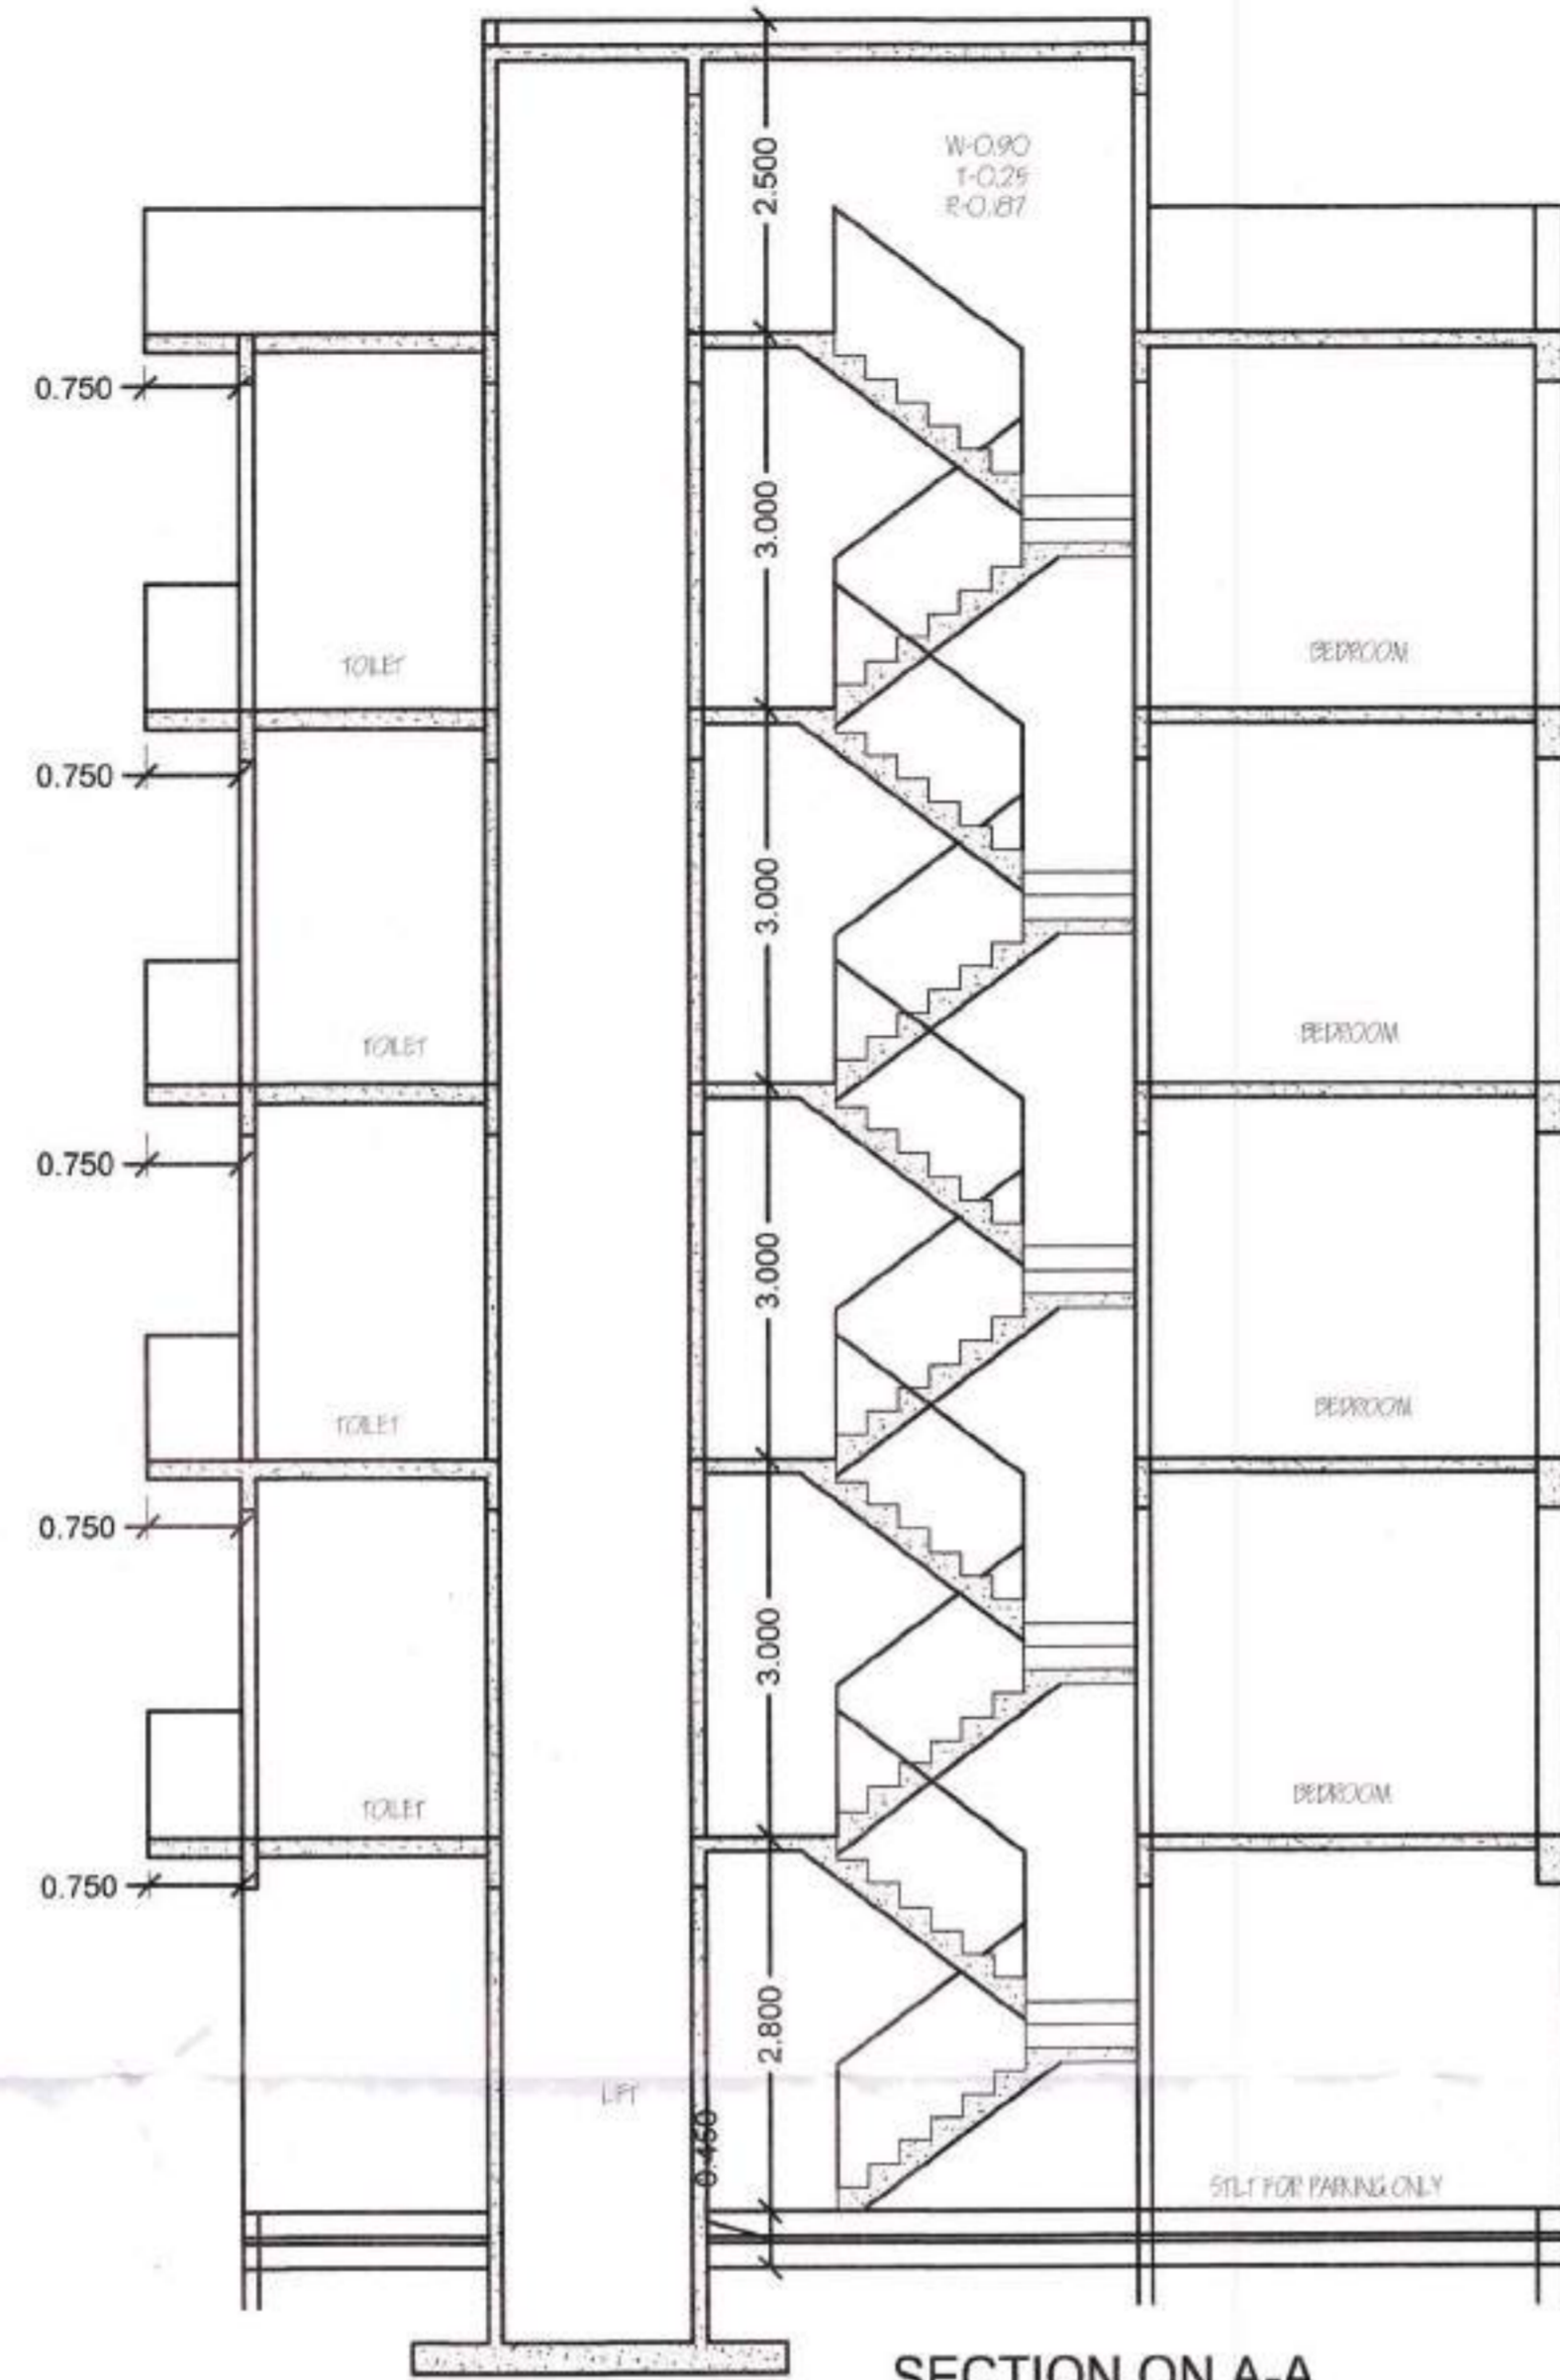 2.500
W-0.90
T-0.25
R-0.187
0.750
3.000
TOILET
BEDROOM
0.750
3.000
TOILET
BEDROOM
0.750
3.000
TOILET
BEDROOM
0.750
3.000
TOILET
BEDROOM
0.750
2.800
LIFT
0.450
STILT FOR PARKING ONLY
SECTION ON A-A